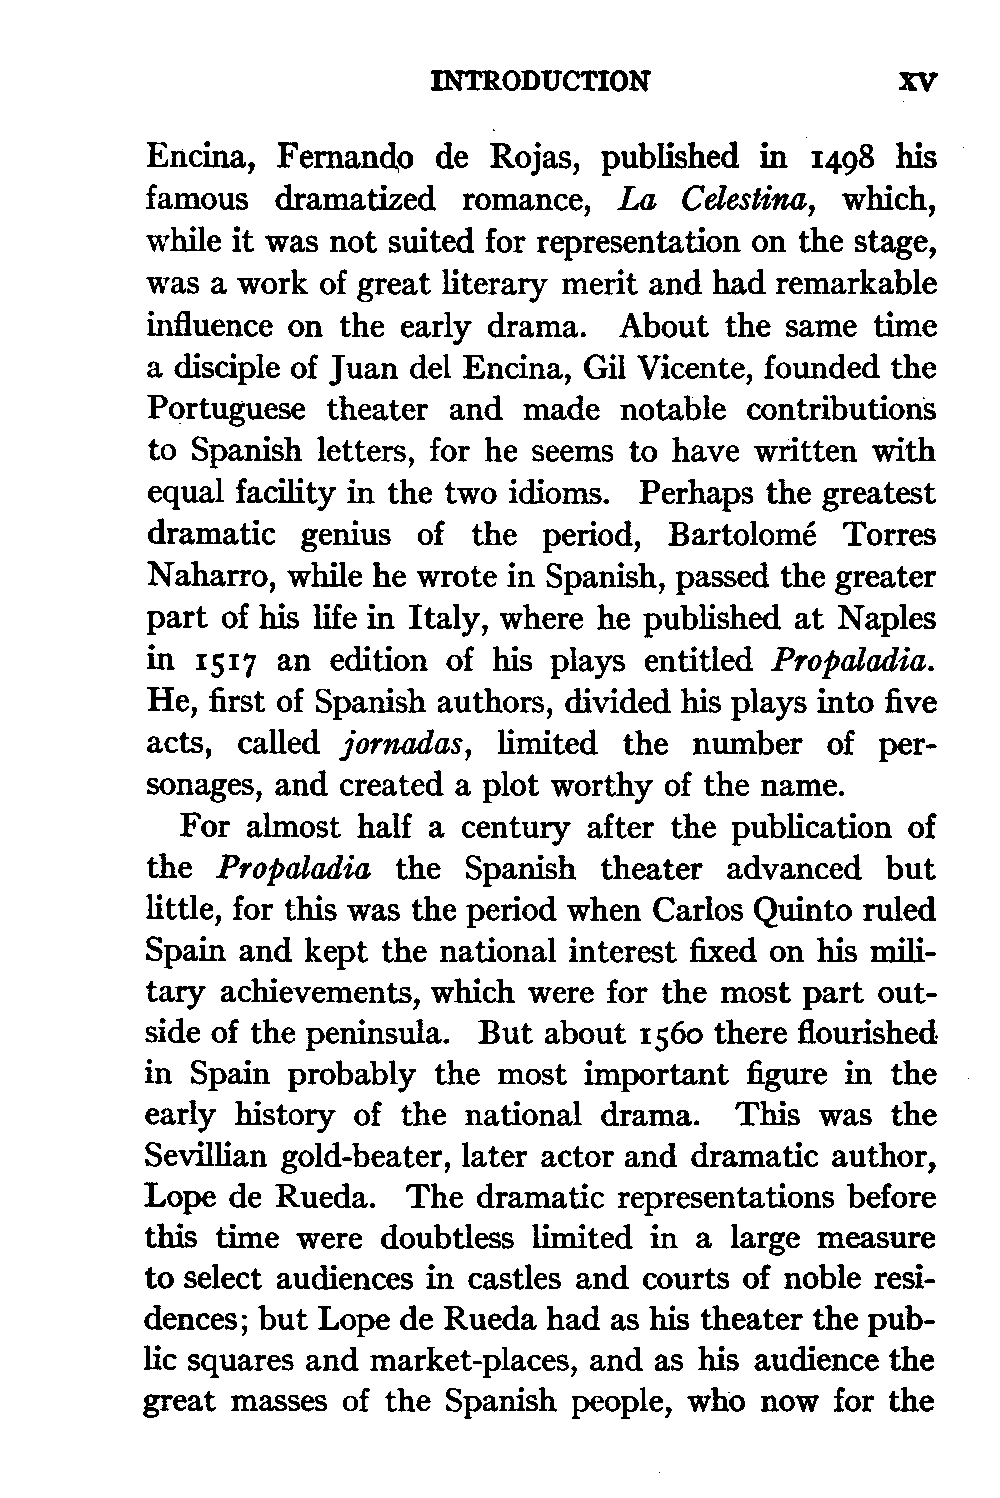 INTRODUCTION XV
Encina, Fernando de Rojas, published in 1498 his
famous dramatized romance, La Celestina, which,
while it was not suited for representation on the stage,
was a work of great literary merit and had remarkable
influence on the early drama. About the same time
a disciple of Juan del Encina, Gil Vicente, founded the
Portuguese theater and made notable contributions
to Spanish letters, for he seems to have written with
equal facility in the two idioms. Perhaps the greatest
dramatic genius of the period, Bartolomé Torres
Naharro, while he wrote in Spanish, passed the greater
part of his life in Italy, where he published at Naples
in 1517 an edition of his plays entitled Propaladia.
He, first of Spanish authors, divided his plays into five
acts, called jornadas, limited the number of per-
sonages, and created a plot worthy of the name.
For almost half a century after the publication of
the Propaladia the Spanish theater advanced but
little, for this was the period when Carlos Quinto ruled
Spain and kept the national interest fixed on his mili-
tary achievements, which were for the most part out-
side of the peninsula. But about 1560 there flourished
in Spain probably the most important figure in the
early history of the national drama. This was the
Sevillian gold-beater, later actor and dramatic author,
Lope de Rueda. The dramatic representations before
this time were doubtless limited in a large measure
to select audiences in castles and courts of noble resi-
dences; but Lope de Rueda had as his theater the pub-
lic squares and market-places, and as his audience the
great masses of the Spanish people, who now for the